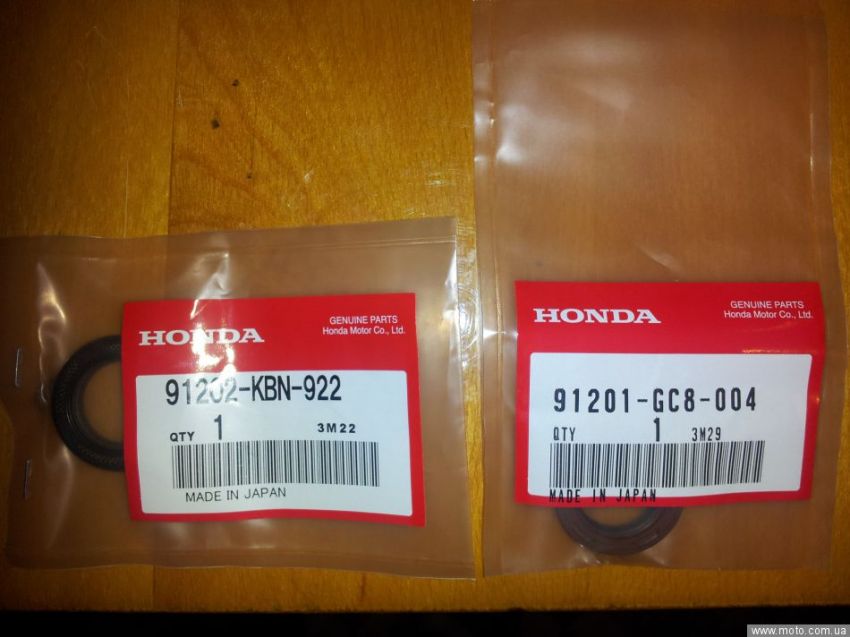 HONDA
GENUINE PARTS
Honda Motor Co., Ltd.
91202-KBN-922
QTY 1 3M22
MADE IN JAPAN
HONDA
GENUINE PARTS
Honda Motor Co., Ltd.
91201-GC8-004
QTY 1 3M29
MADE IN JAPAN
www.moto.com.ua